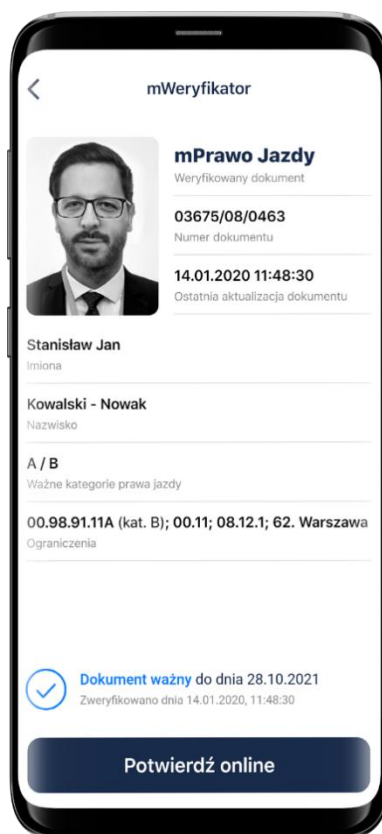 mWeryfikator
mPrawo Jazdy
Weryfikowany dokument
03675/08/0463
Numer dokumentu
14.01.2020 11:48:30
Ostatnia aktualizacja dokumentu
Stanisław Jan
Imiona
Kowalski - Nowak
Nazwisko
A / B
Ważne kategorie prawa jazdy
00.98.91.11A (kat. B); 00.11; 08.12.1; 62. Warszawa
Ograniczenia
Dokument ważny do dnia 28.10.2021
Zweryfikowano dnia 14.01.2020, 11:48:30
Potwierdź online